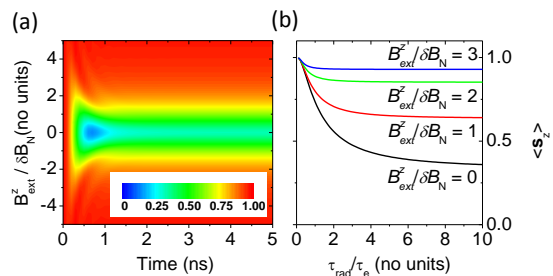 (a)
(b)
B^z_ext / δB_N (no units)
4
2
0
-2
-4
0.0 0.25 0.75 1.00
0 1 2 3 4 5
Time (ns)
B^z_ext/δB_N = 3
B^z_ext/δB_N = 2
B^z_ext/δB_N = 1
B^z_ext/δB_N = 0
1.0
0.5
0.0
<s_z>
0 2 4 6 8 10
τ_rad/τ_e (no units)